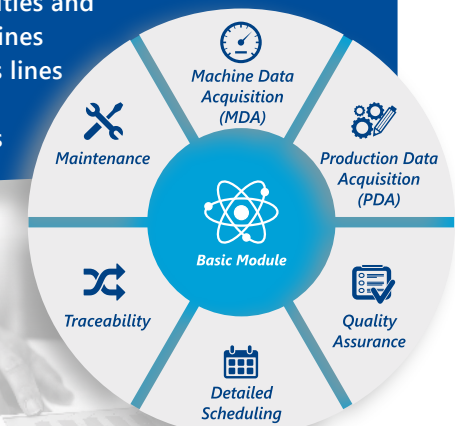 ities and
ines
s lines
s
Machine Data
Acquisition
(MDA)
Production Data
Acquisition
(PDA)
Quality
Assurance
Detailed
Scheduling
Traceability
Maintenance
Basic Module